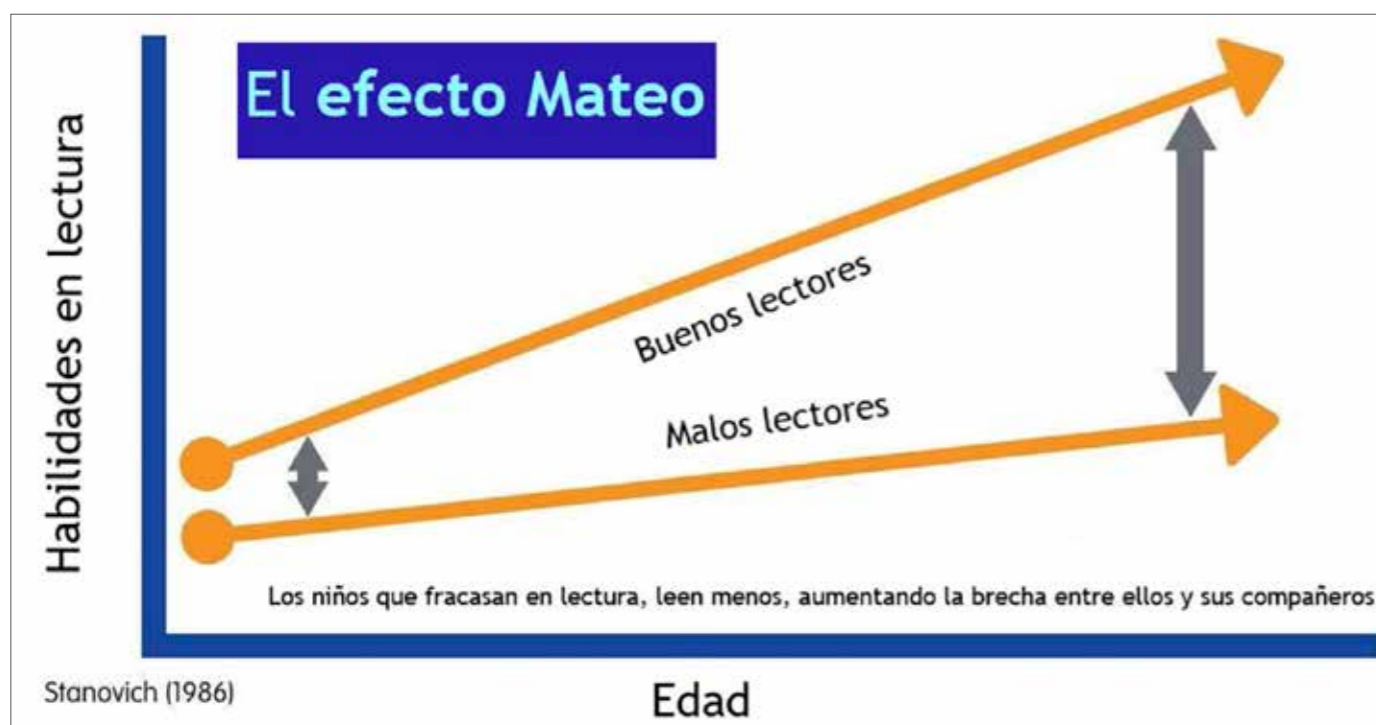 El efecto Mateo
Habilidades en lectura
Buenos lectores
Malos lectores
Los niños que fracasan en lectura, leen menos, aumentando la brecha entre ellos y sus compañeros
Stanovich (1986)
Edad